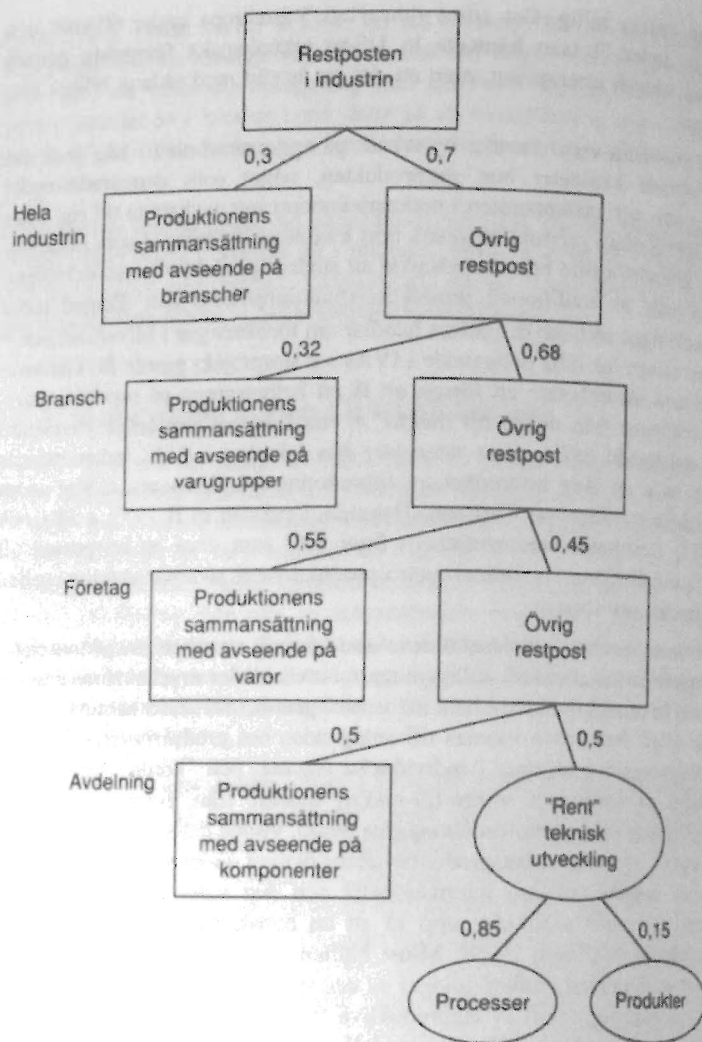 Restposten
i industrin
0,3
0,7
Hela
industrin
Produktionens
sammansättning
med avseende på
branscher
Övrig
restpost
0,32
0,68
Bransch
Produktionens
sammansättning
med avseende på
varugrupper
Övrig
restpost
0,55
0,45
Företag
Produktionens
sammansättning
med avseende på
varor
Övrig
restpost
0,5
0,5
Avdelning
Produktionens
sammansättning
med avseende på
komponenter
"Rent"
teknisk
utveckling
0,85
0,15
Processer
Produkter